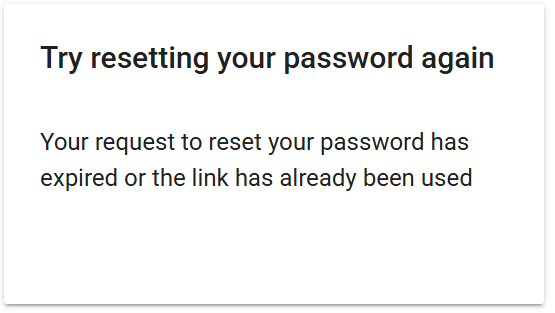 Try resetting your password again
Your request to reset your password has
expired or the link has already been used